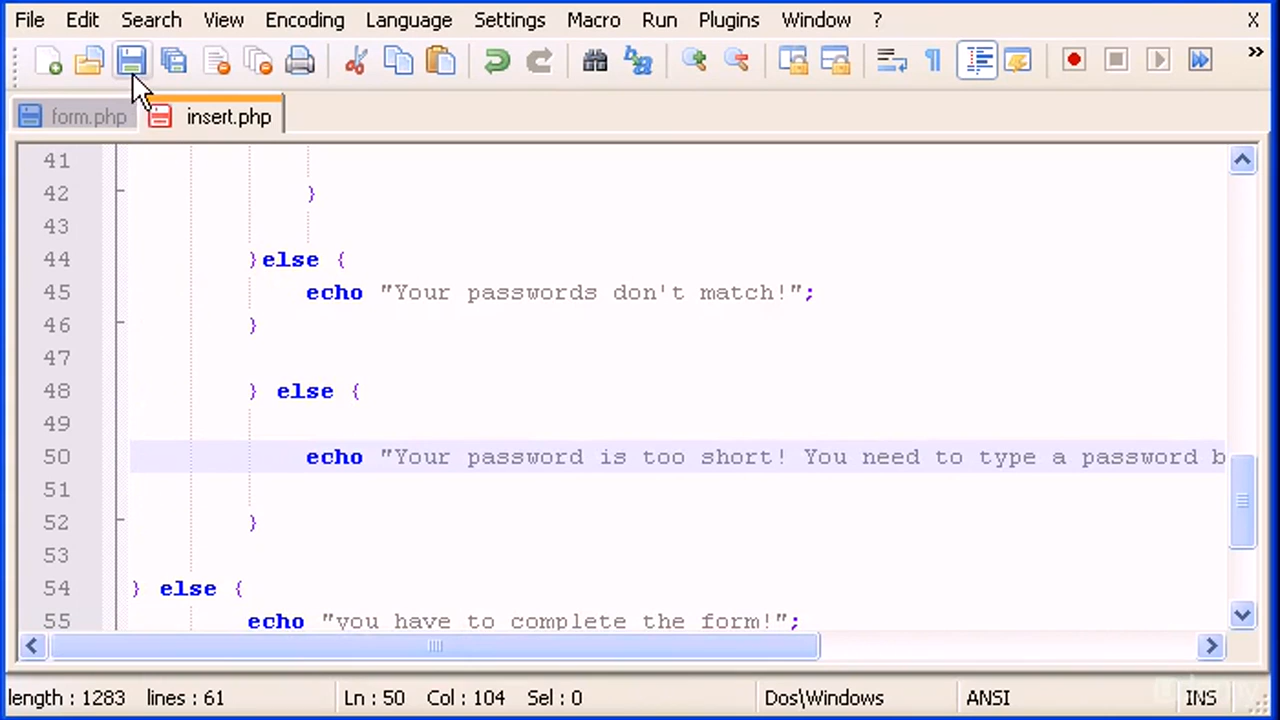 File Edit Search View Encoding Language Settings Macro Run Plugins Window ? X
form.php insert.php
41
42 }
43
44 }else {
45 echo "Your passwords don't match!";
46 }
47
48 } else {
49
50 echo "Your password is too short! You need to type a password b
51
52 }
53
54 } else {
55 echo "you have to complete the form!";
length : 1283 lines : 61 Ln : 50 Col : 104 Sel : 0 Dos\Windows ANSI INS